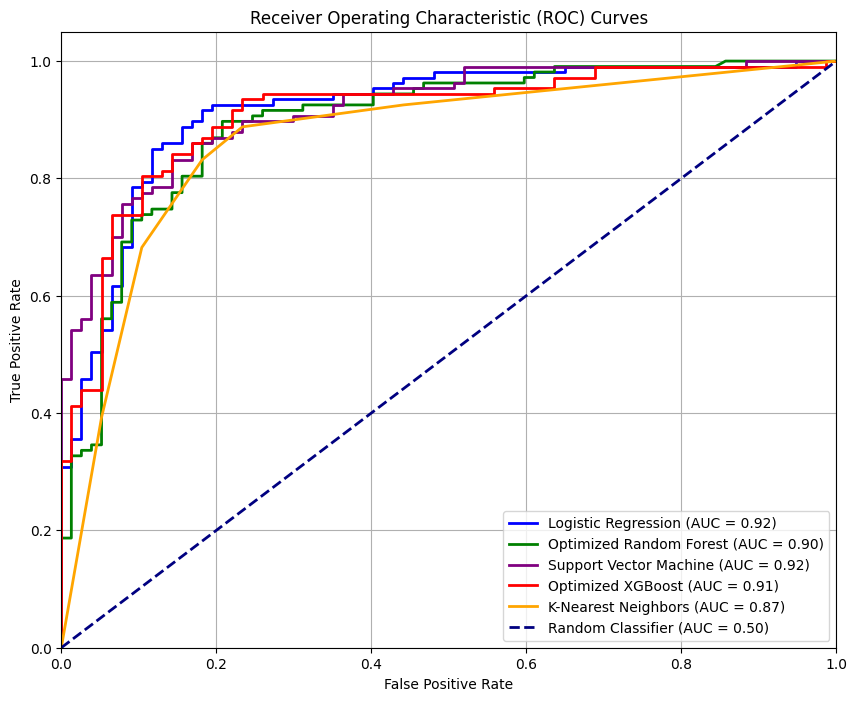 Receiver Operating Characteristic (ROC) Curves
1.0
0.8
0.6
0.4
0.2
0.0
True Positive Rate
Logistic Regression (AUC = 0.92)
Optimized Random Forest (AUC = 0.90)
Support Vector Machine (AUC = 0.92)
Optimized XGBoost (AUC = 0.91)
K-Nearest Neighbors (AUC = 0.87)
Random Classifier (AUC = 0.50)
0.0 0.2 0.4 0.6 0.8 1.0
False Positive Rate